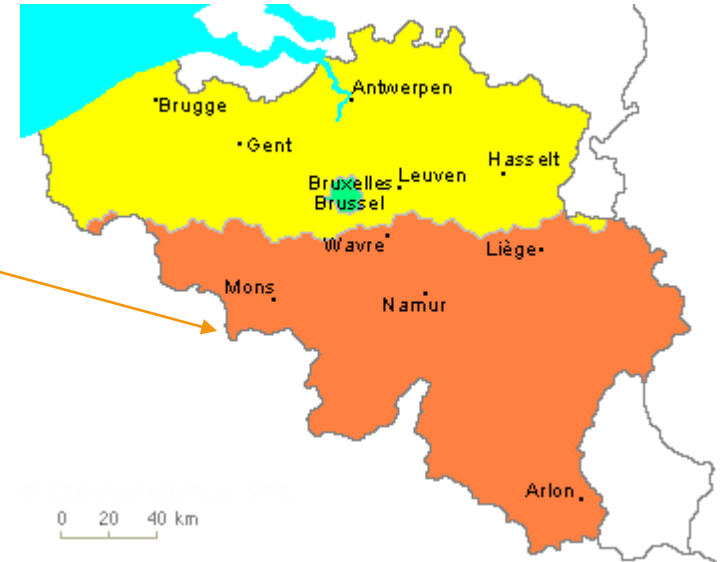 Antwerpen
Brugge
Gent
Hasselt
Leuven
Bruxelles
Brussel
Wavre
Liège
Mons
Namur
Arlon
0 20 40 km